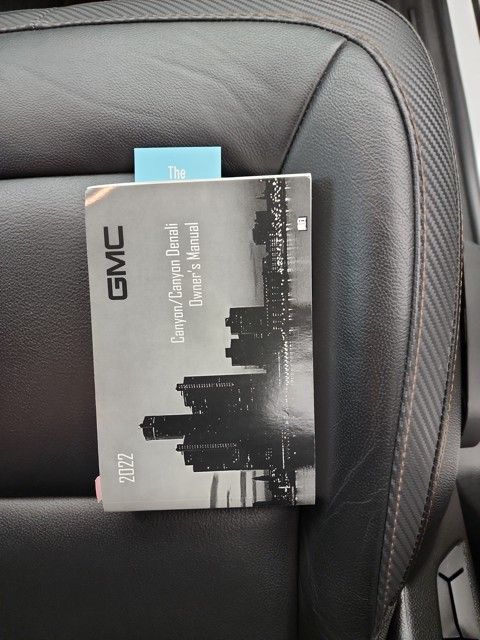 The
GMC
Canyon/Canyon Denali
Owner's Manual
2022